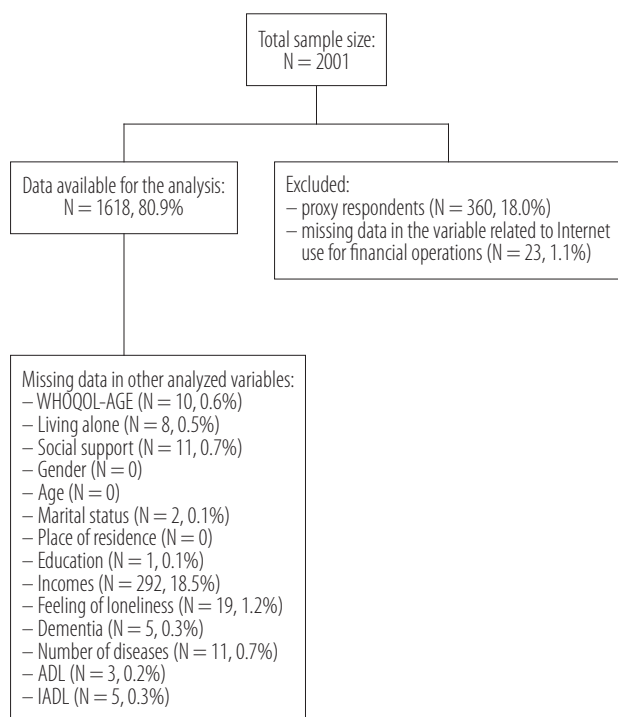 Total sample size:
N = 2001
Data available for the analysis:
N = 1618, 80.9%
Excluded:
– proxy respondents (N = 360, 18.0%)
– missing data in the variable related to Internet
use for financial operations (N = 23, 1.1%)
Missing data in other analyzed variables:
– WHOQOL-AGE (N = 10, 0.6%)
– Living alone (N = 8, 0.5%)
– Social support (N = 11, 0.7%)
– Gender (N = 0)
– Age (N = 0)
– Marital status (N = 2, 0.1%)
– Place of residence (N = 0)
– Education (N = 1, 0.1%)
– Incomes (N = 292, 18.5%)
– Feeling of loneliness (N = 19, 1.2%)
– Dementia (N = 5, 0.3%)
– Number of diseases (N = 11, 0.7%)
– ADL (N = 3, 0.2%)
– IADL (N = 5, 0.3%)